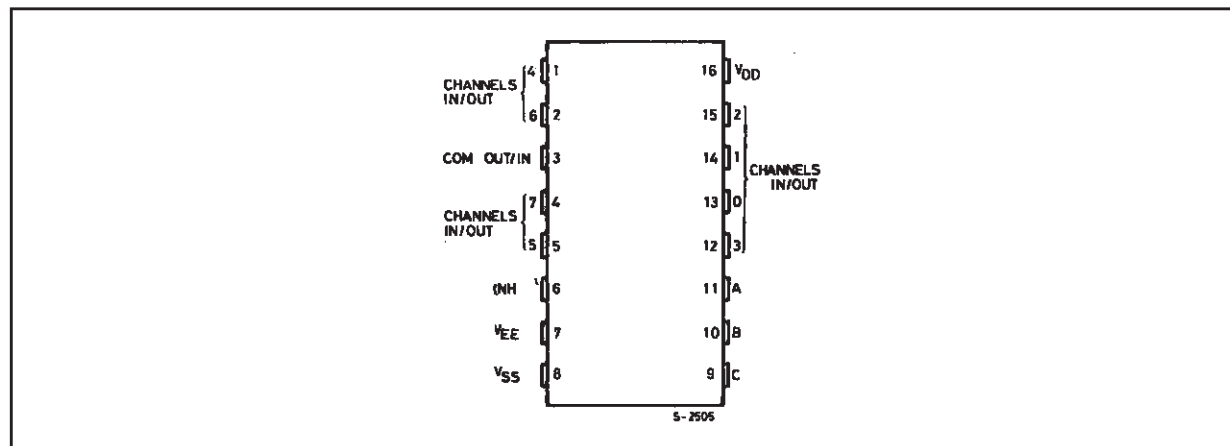 4 1 16 VDD
CHANNELS
IN/OUT
6 2 15 2
COM OUT/IN 3 14 1
CHANNELS
IN/OUT
7 4 13 0
CHANNELS
IN/OUT
5 5 12 3
INH 6 11 A
VEE 7 10 B
VSS 8 9 C
S-2505